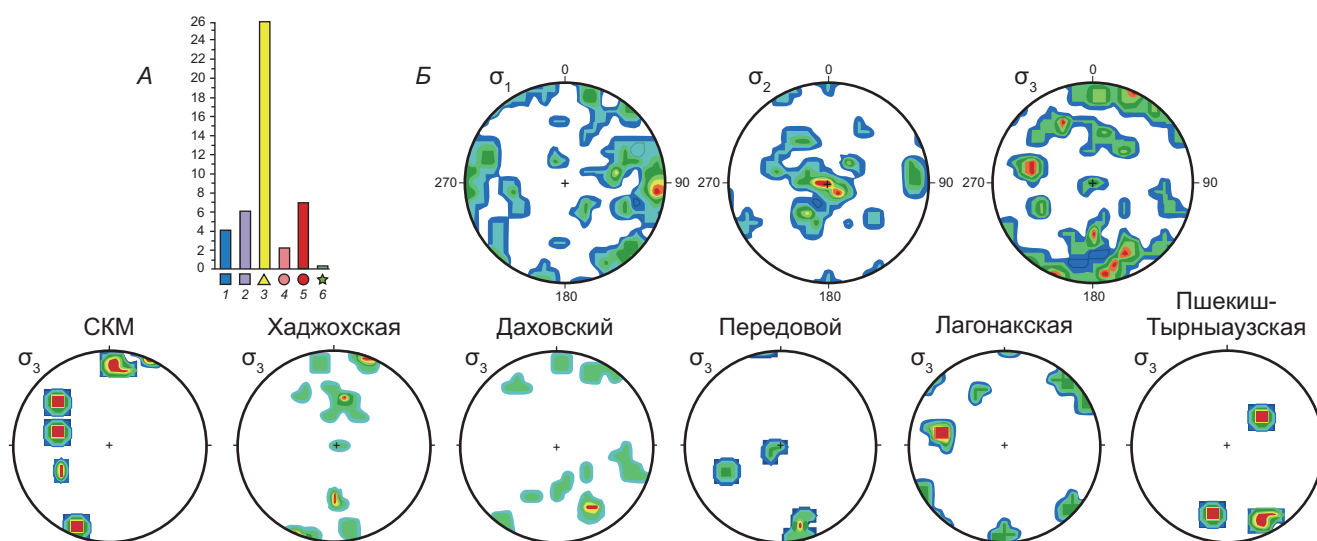 А
26
24
22
20
18
16
14
12
10
8
6
4
2
0
1 2 3 4 5 6
Б
σ1 0 σ2 0 σ3 0
270 90 270 90 270 90
180 180 180
СКМ Хаджохская Даховский Передовой Лагонакская Пшекиш-
Тырныаузская
σ3 σ3 σ3 σ3 σ3 σ3